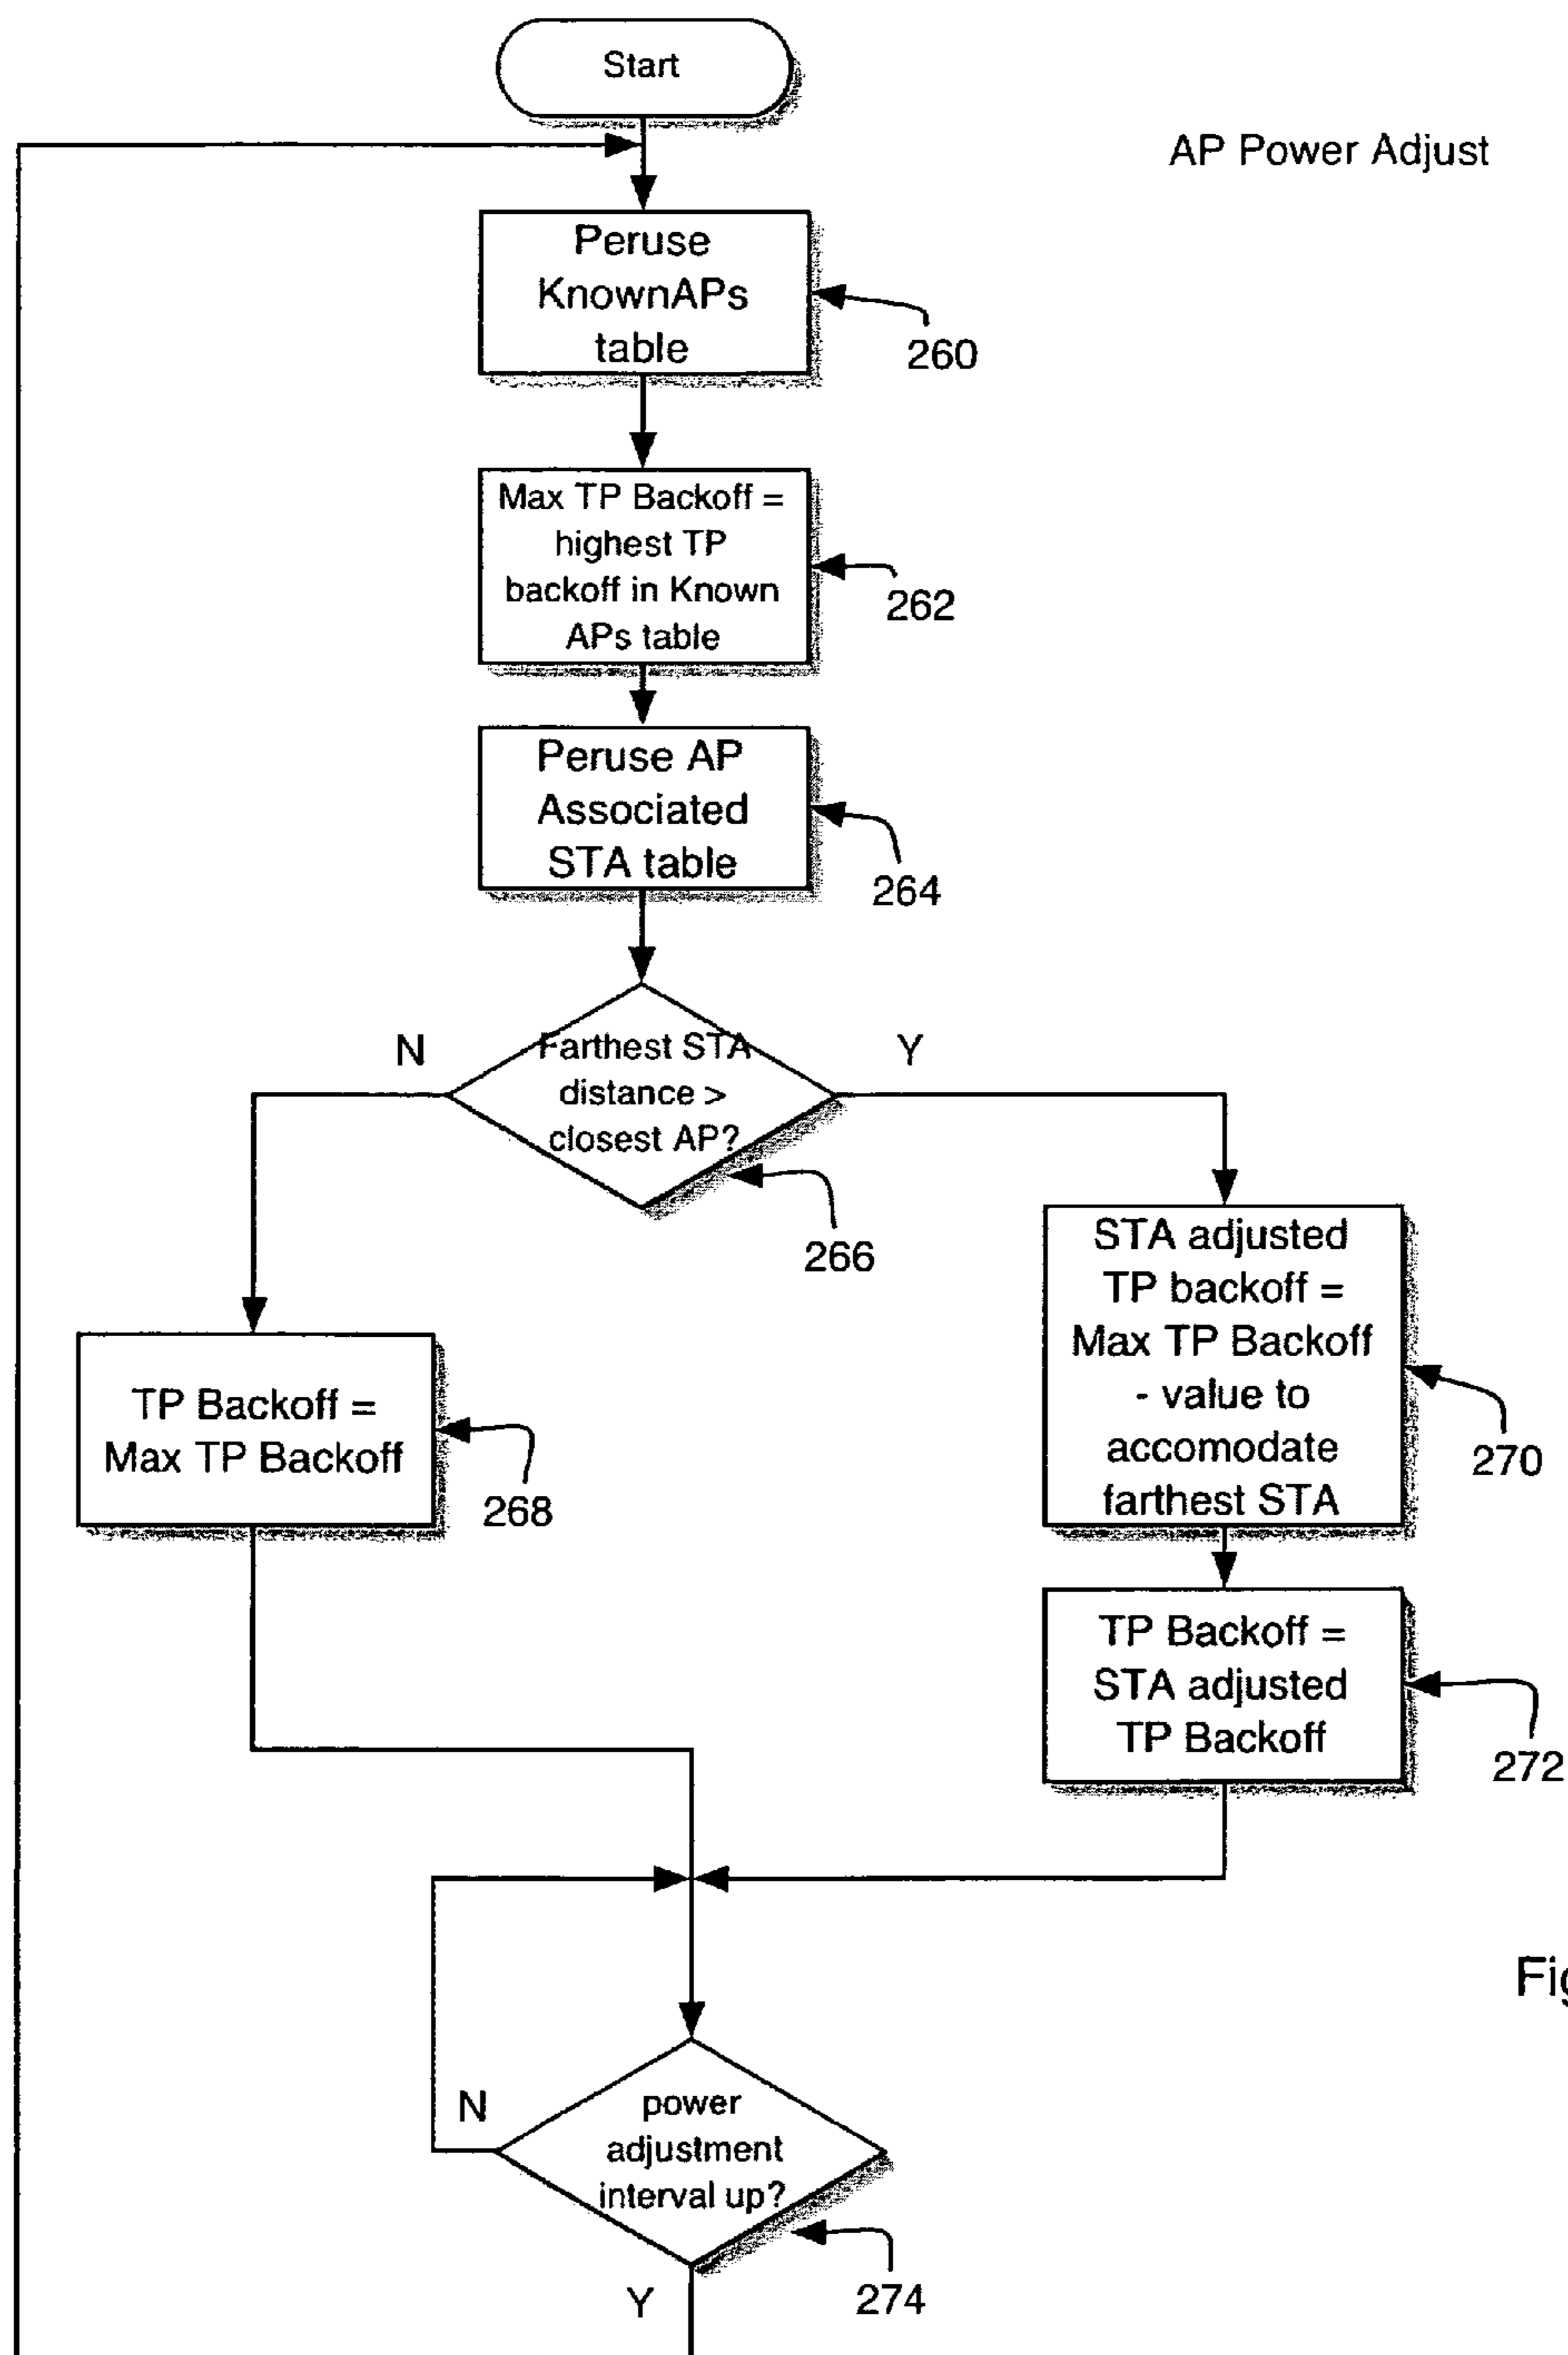 Start
AP Power Adjust
Peruse
KnownAPs
table
260
Max TP Backoff =
highest TP
backoff in Known
APs table
262
Peruse AP
Associated
STA table
264
N
Farthest STA
distance >
closest AP?
Y
266
STA adjusted
TP backoff =
Max TP Backoff
- value to
accomodate
farthest STA
270
TP Backoff =
Max TP Backoff
268
TP Backoff =
STA adjusted
TP Backoff
272
Fig
N
power
adjustment
interval up?
Y
274